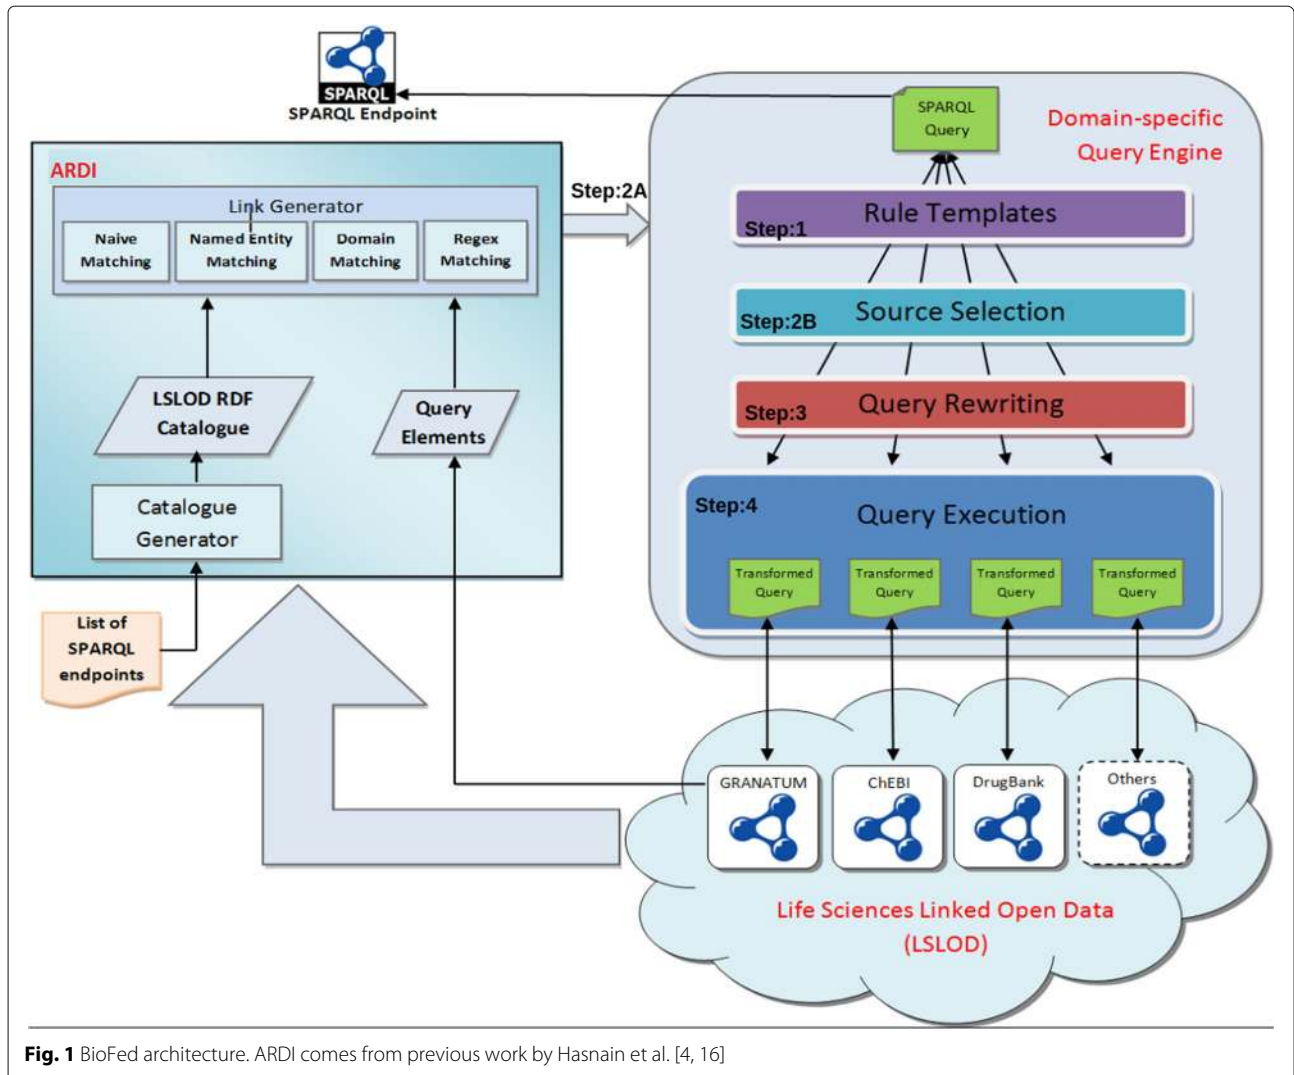 SPARQL
SPARQL Endpoint
SPARQL
Query
Domain-specific
Query Engine
ARDI
Link Generator
Naive
Matching
Named Entity
Matching
Domain
Matching
Regex
Matching
Step:2A
Rule Templates
Step:1
Source Selection
Step:2B
Query Rewriting
Step:3
LSLOD RDF
Catalogue
Query
Elements
Catalogue
Generator
Step:4
Query Execution
Transformed
Query
Transformed
Query
Transformed
Query
Transformed
Query
List of
SPARQL
endpoints
GRANATUM
ChEBI
DrugBank
Others
Life Sciences Linked Open Data
(LSLOD)
Fig. 1 BioFed architecture. ARDI comes from previous work by Hasnain et al. [4, 16]